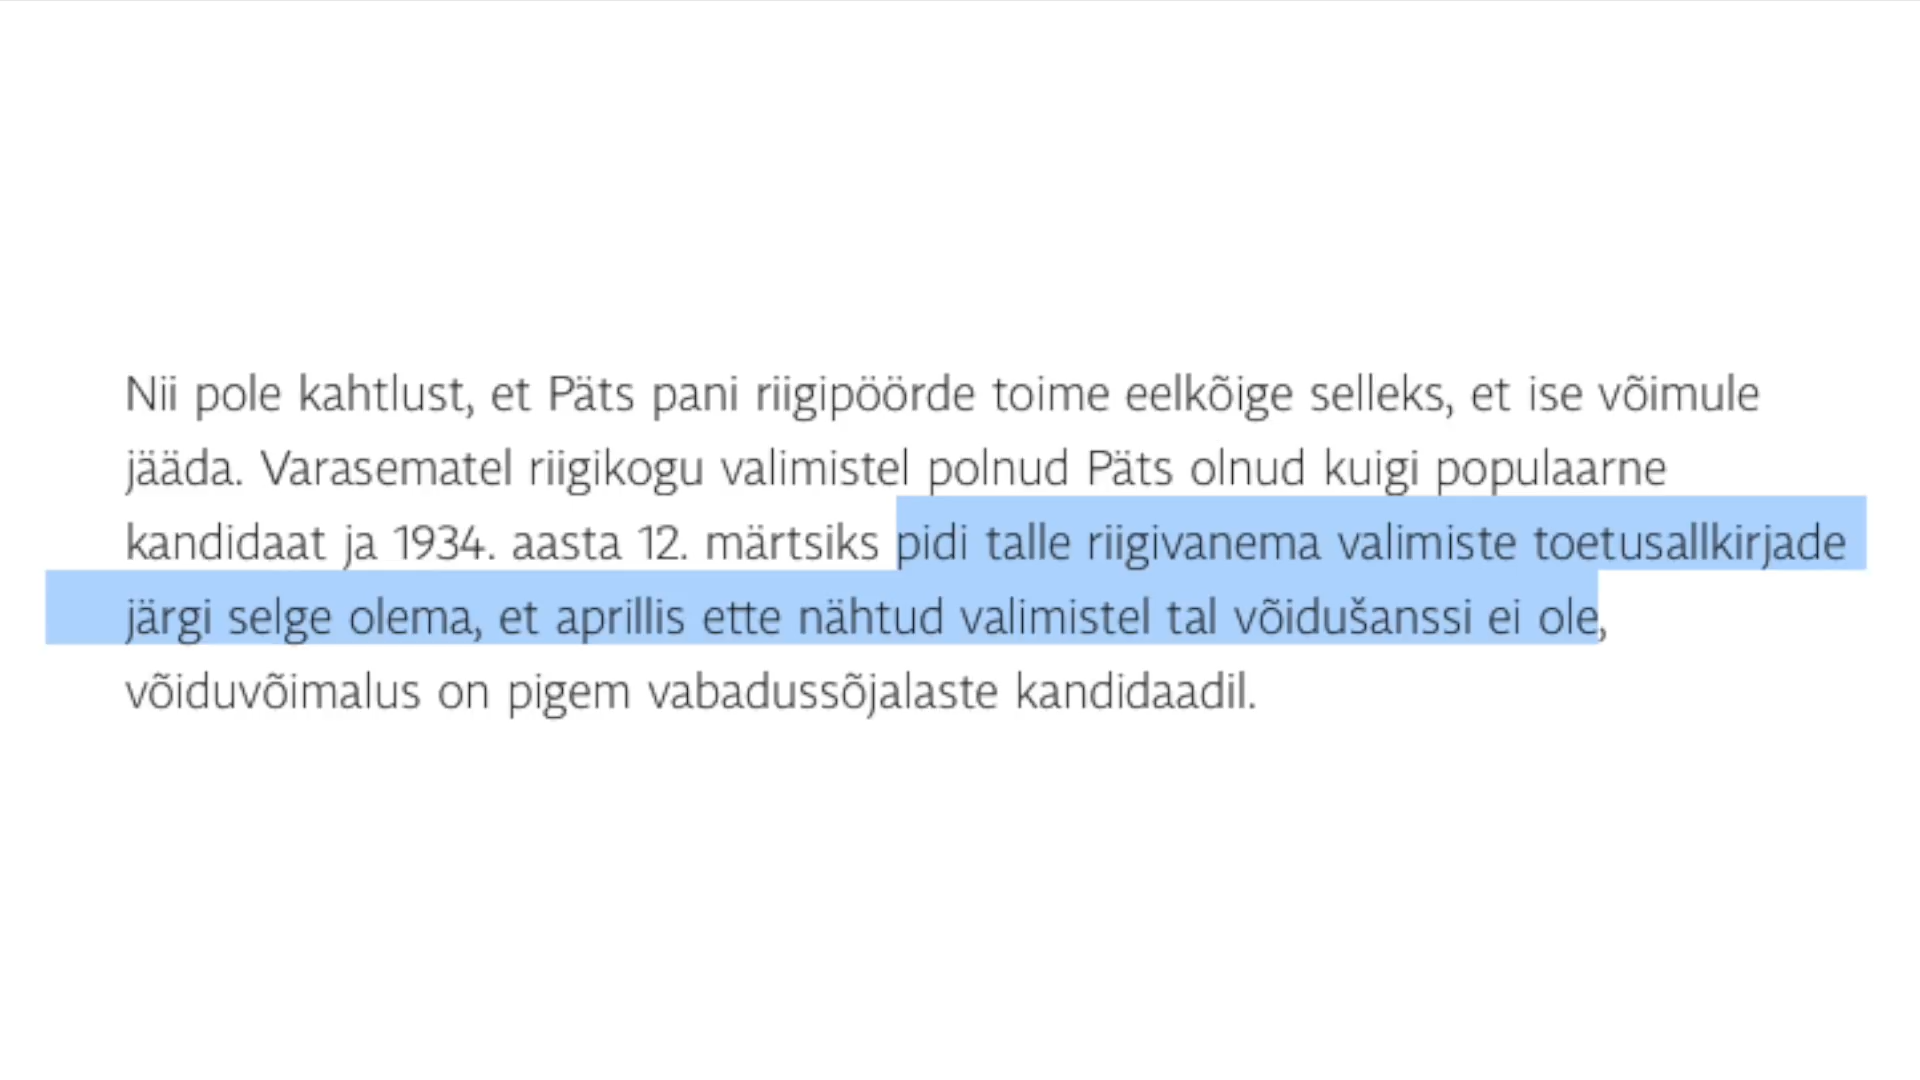 Nii pole kahtlust, et Päts pani riigipöörde toime eelkõige selleks, et ise võimule
jääda. Varasematel riigikogu valimistel polnud Päts olnud kuigi populaarne
kandidaat ja 1934. aasta 12. märtsiks pidi talle riigivanema valimiste toetusallkirjade
järgi selge olema, et aprillis ette nähtud valimistel tal võidušanssi ei ole,
võiduvõimalus on pigem vabadussõjalaste kandidaadil.